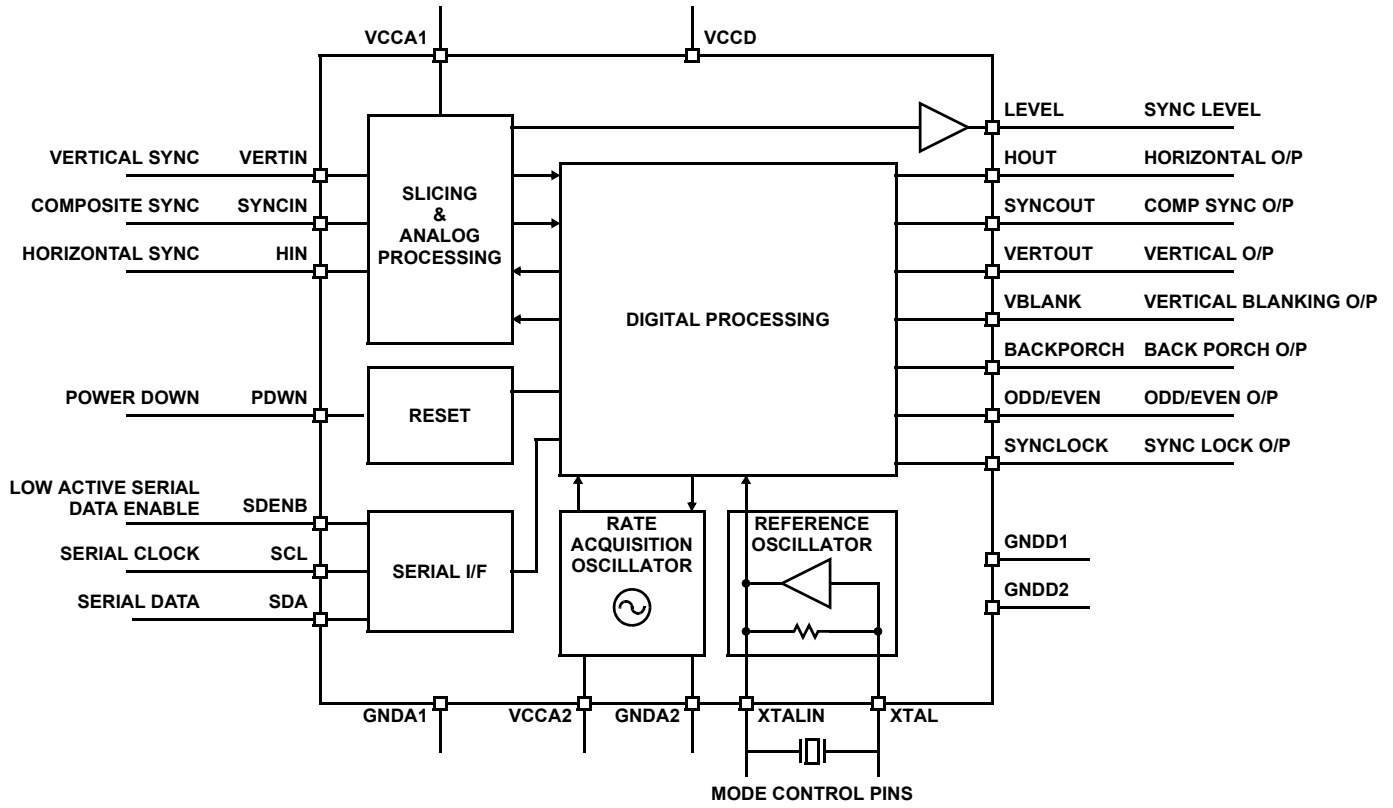 VCCA1
VCCD
LEVEL SYNC LEVEL
VERTICAL SYNC VERTIN
HOUT HORIZONTAL O/P
COMPOSITE SYNC SYNCIN
SYNCOUT COMP SYNC O/P
HORIZONTAL SYNC HIN
VERTOUT VERTICAL O/P
SLICING
&
ANALOG
PROCESSING
DIGITAL PROCESSING
VBLANK VERTICAL BLANKING O/P
BACKPORCH BACK PORCH O/P
POWER DOWN PDWN
RESET
ODD/EVEN ODD/EVEN O/P
SYNCLOCK SYNC LOCK O/P
LOW ACTIVE SERIAL
DATA ENABLE SDENB
SERIAL CLOCK SCL
SERIAL DATA SDA
SERIAL I/F
RATE
ACQUISITION
OSCILLATOR
REFERENCE
OSCILLATOR
GNDD1
GNDD2
GNDA1
VCCA2
GNDA2
XTALIN
XTAL
MODE CONTROL PINS